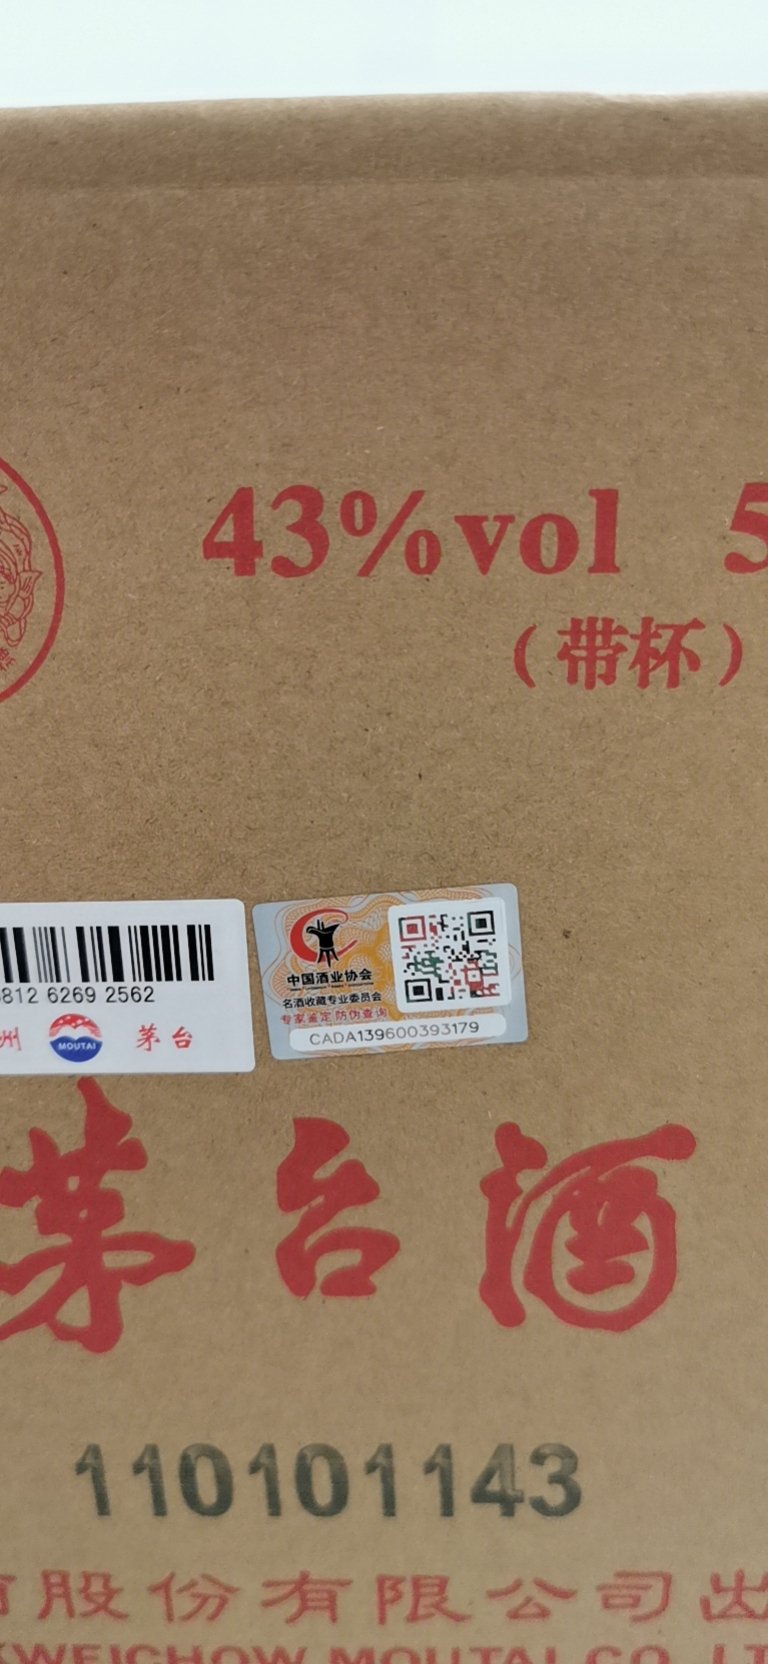 43%vol 5
（带杯）
812 6269 2562
州 MOUTAI 茅台
中国酒业协会
名酒收藏专业委员会
专家鉴定 防伪查询
CADA139600393179
茅台酒
110101143
股份有限公司出
KWEICHOW MOUTAI CO. LT